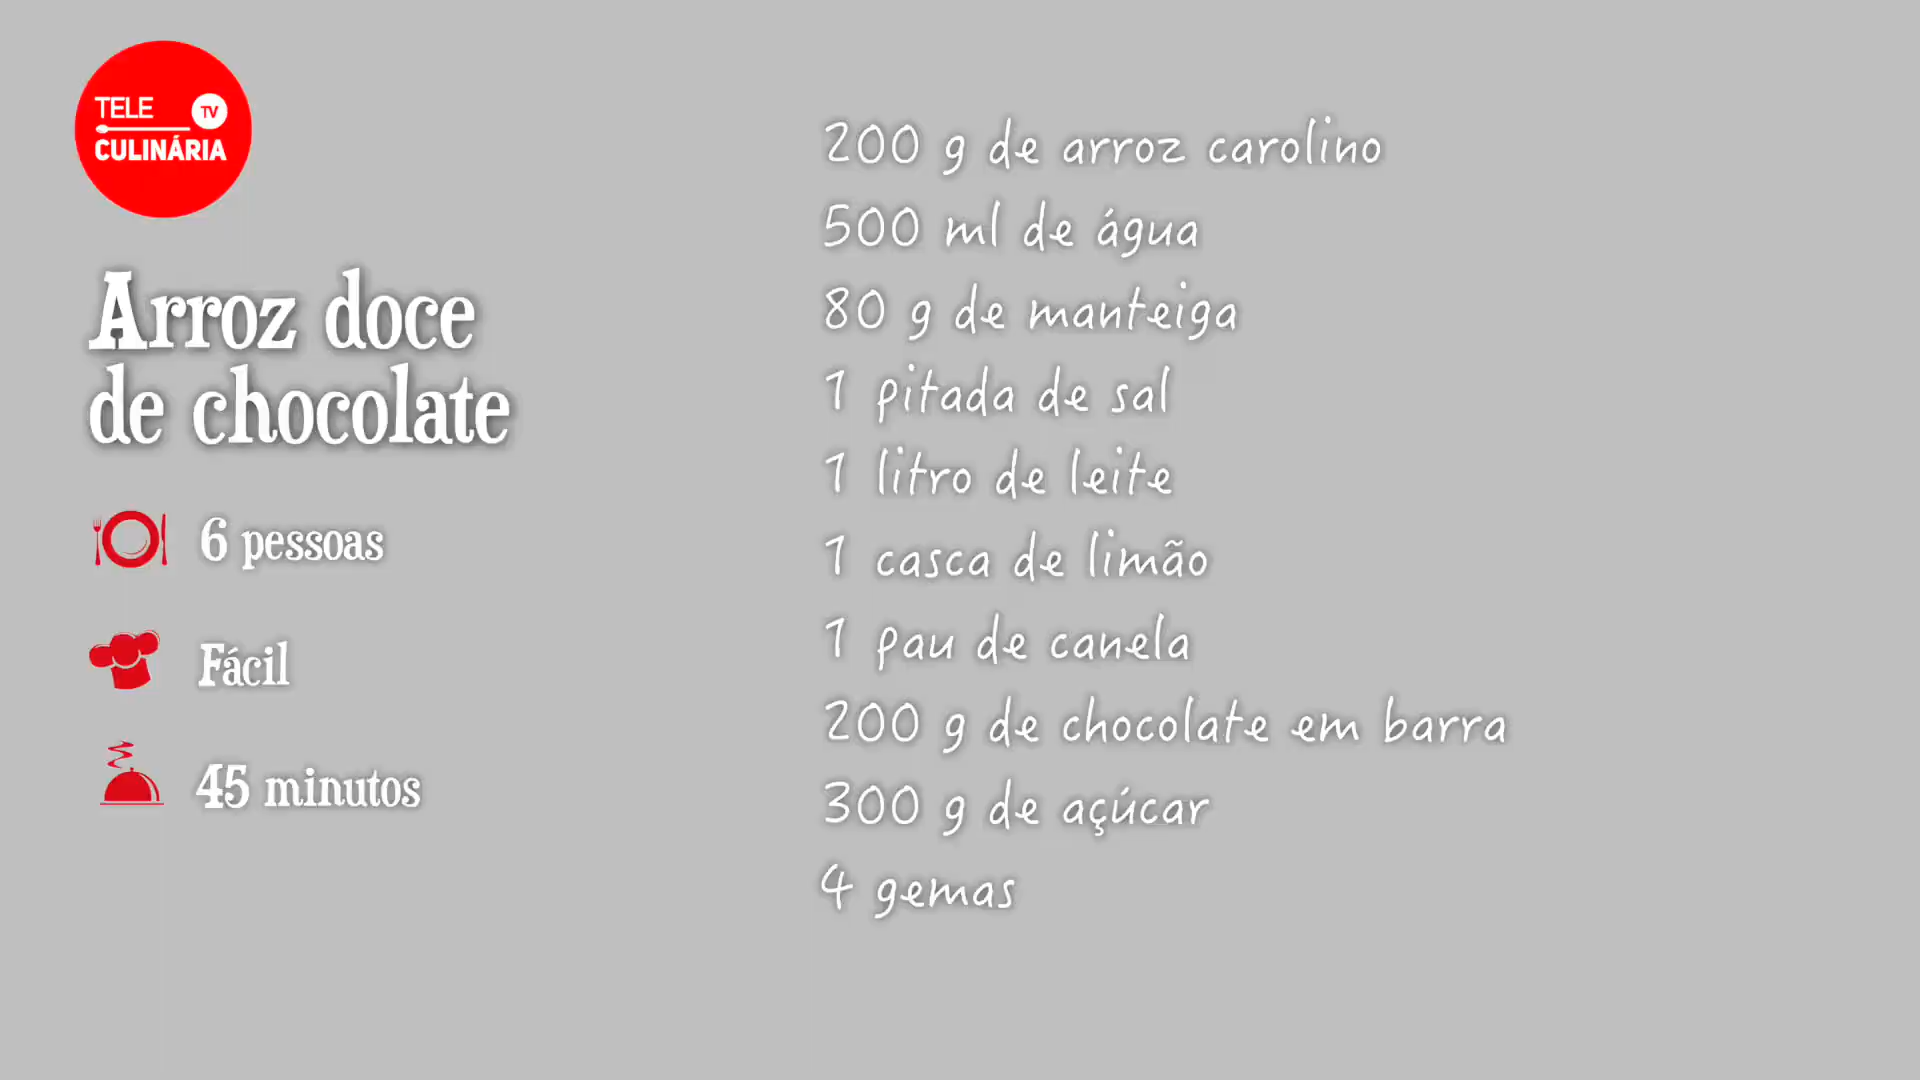 TELE TV
CULINÁRIA
Arroz doce
de chocolate
6 pessoas
Fácil
45 minutos
200 g de arroz carolino
500 ml de água
80 g de manteiga
1 pitada de sal
1 litro de leite
1 casca de limão
1 pau de canela
200 g de chocolate em barra
300 g de açúcar
4 gemas